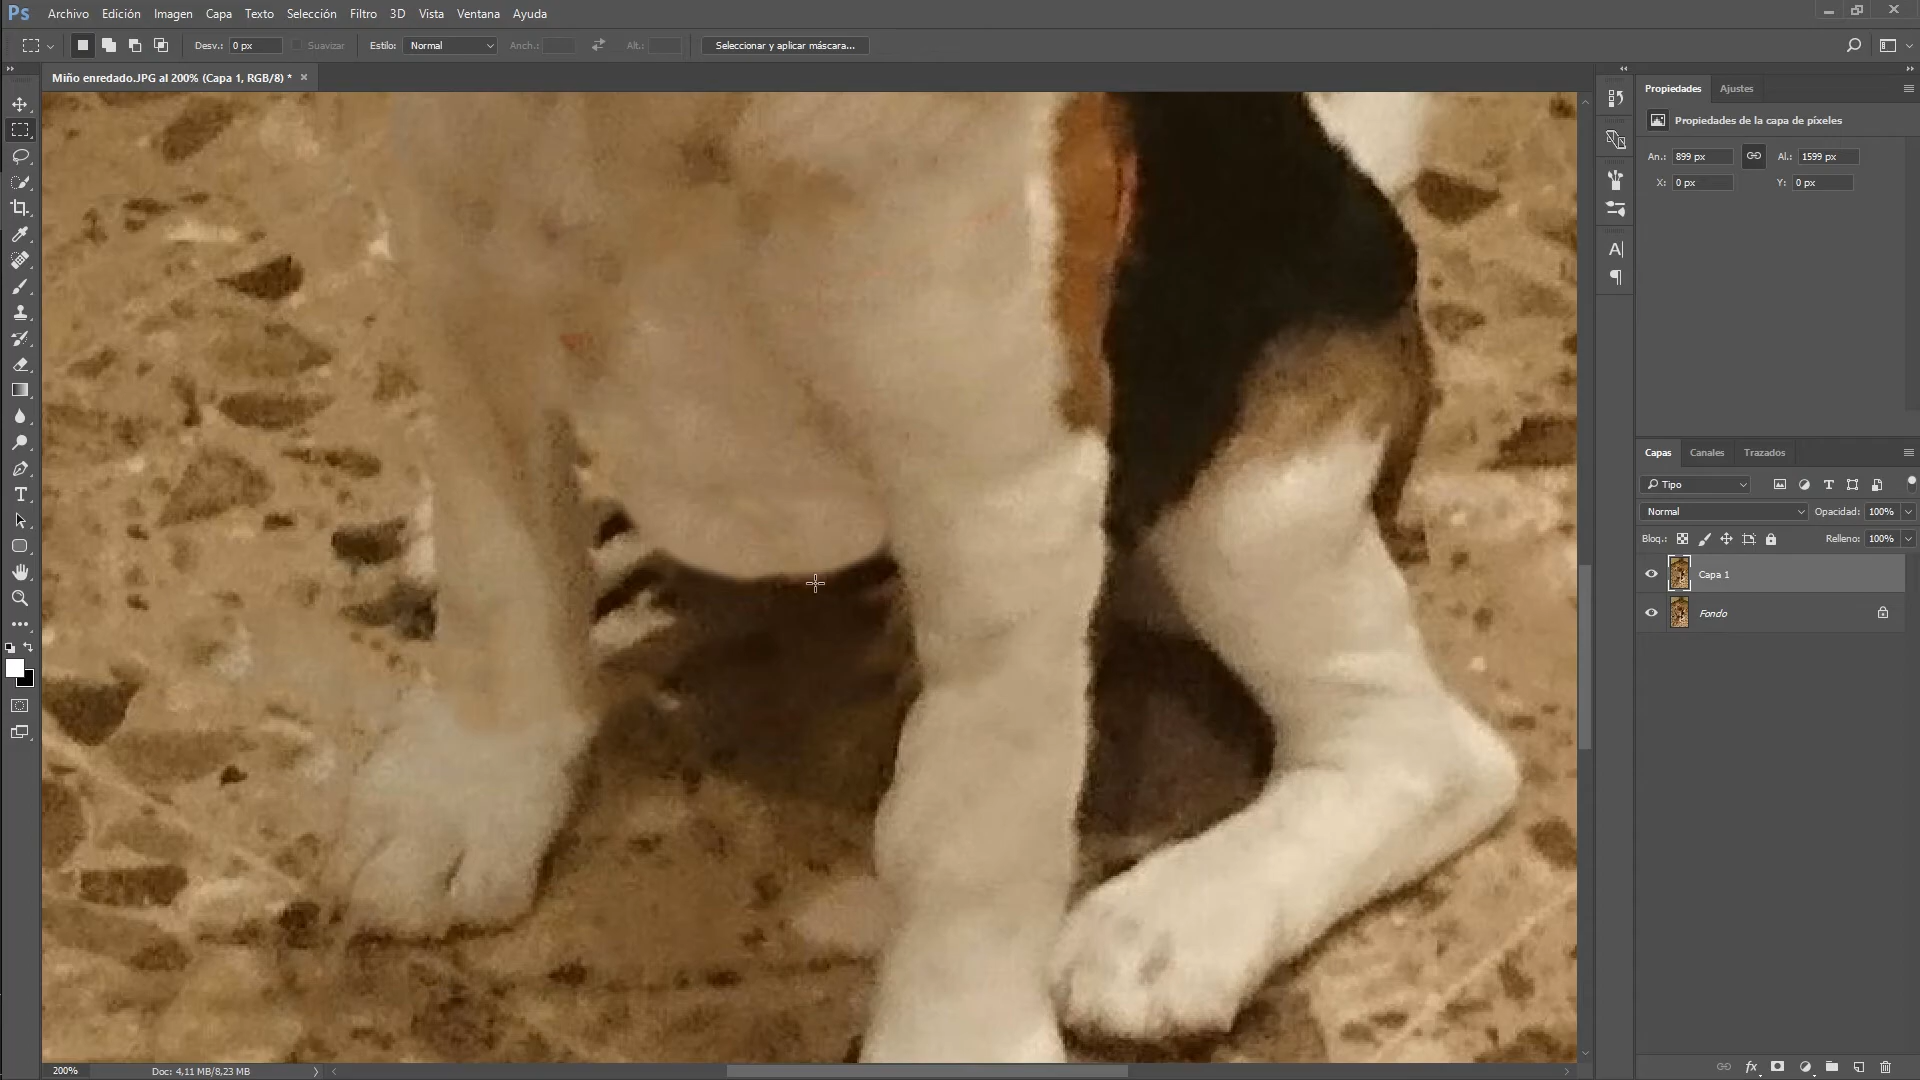 Ps Archivo Edición Imagen Capa Texto Selección Filtro 3D Vista Ventana Ayuda
Desv.: 0 px Suavizar Estilo: Normal Anch.: Alt.: Seleccionar y aplicar máscara...
Miño enredado.JPG al 200% (Capa 1, RGB/8) * ×
Propiedades Ajustes
Propiedades de la capa de píxeles
An.: 899 px Al.: 1599 px
X: 0 px Y: 0 px
Capas Canales Trazados
Tipo
Normal Opacidad: 100%
Bloq.: Relleno: 100%
Capa 1
Fondo
200% Doc: 4,11 MB/8,23 MB